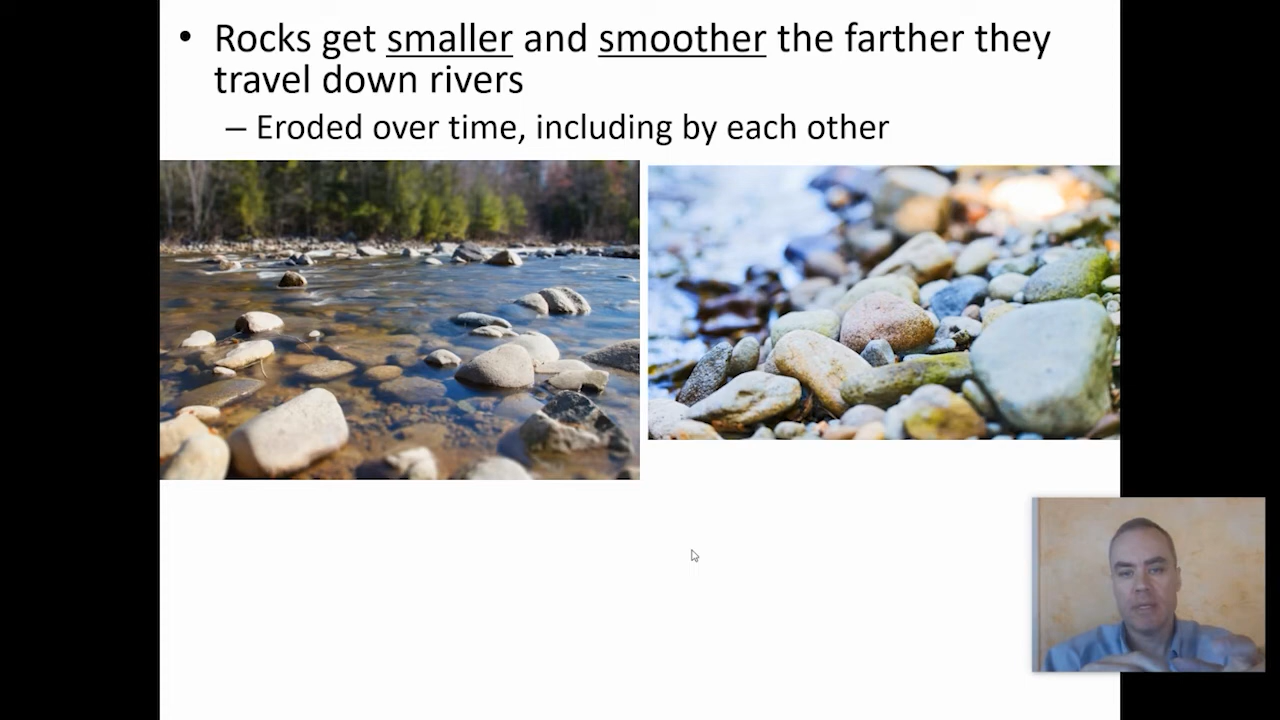 • Rocks get smaller and smoother the farther they
travel down rivers
– Eroded over time, including by each other